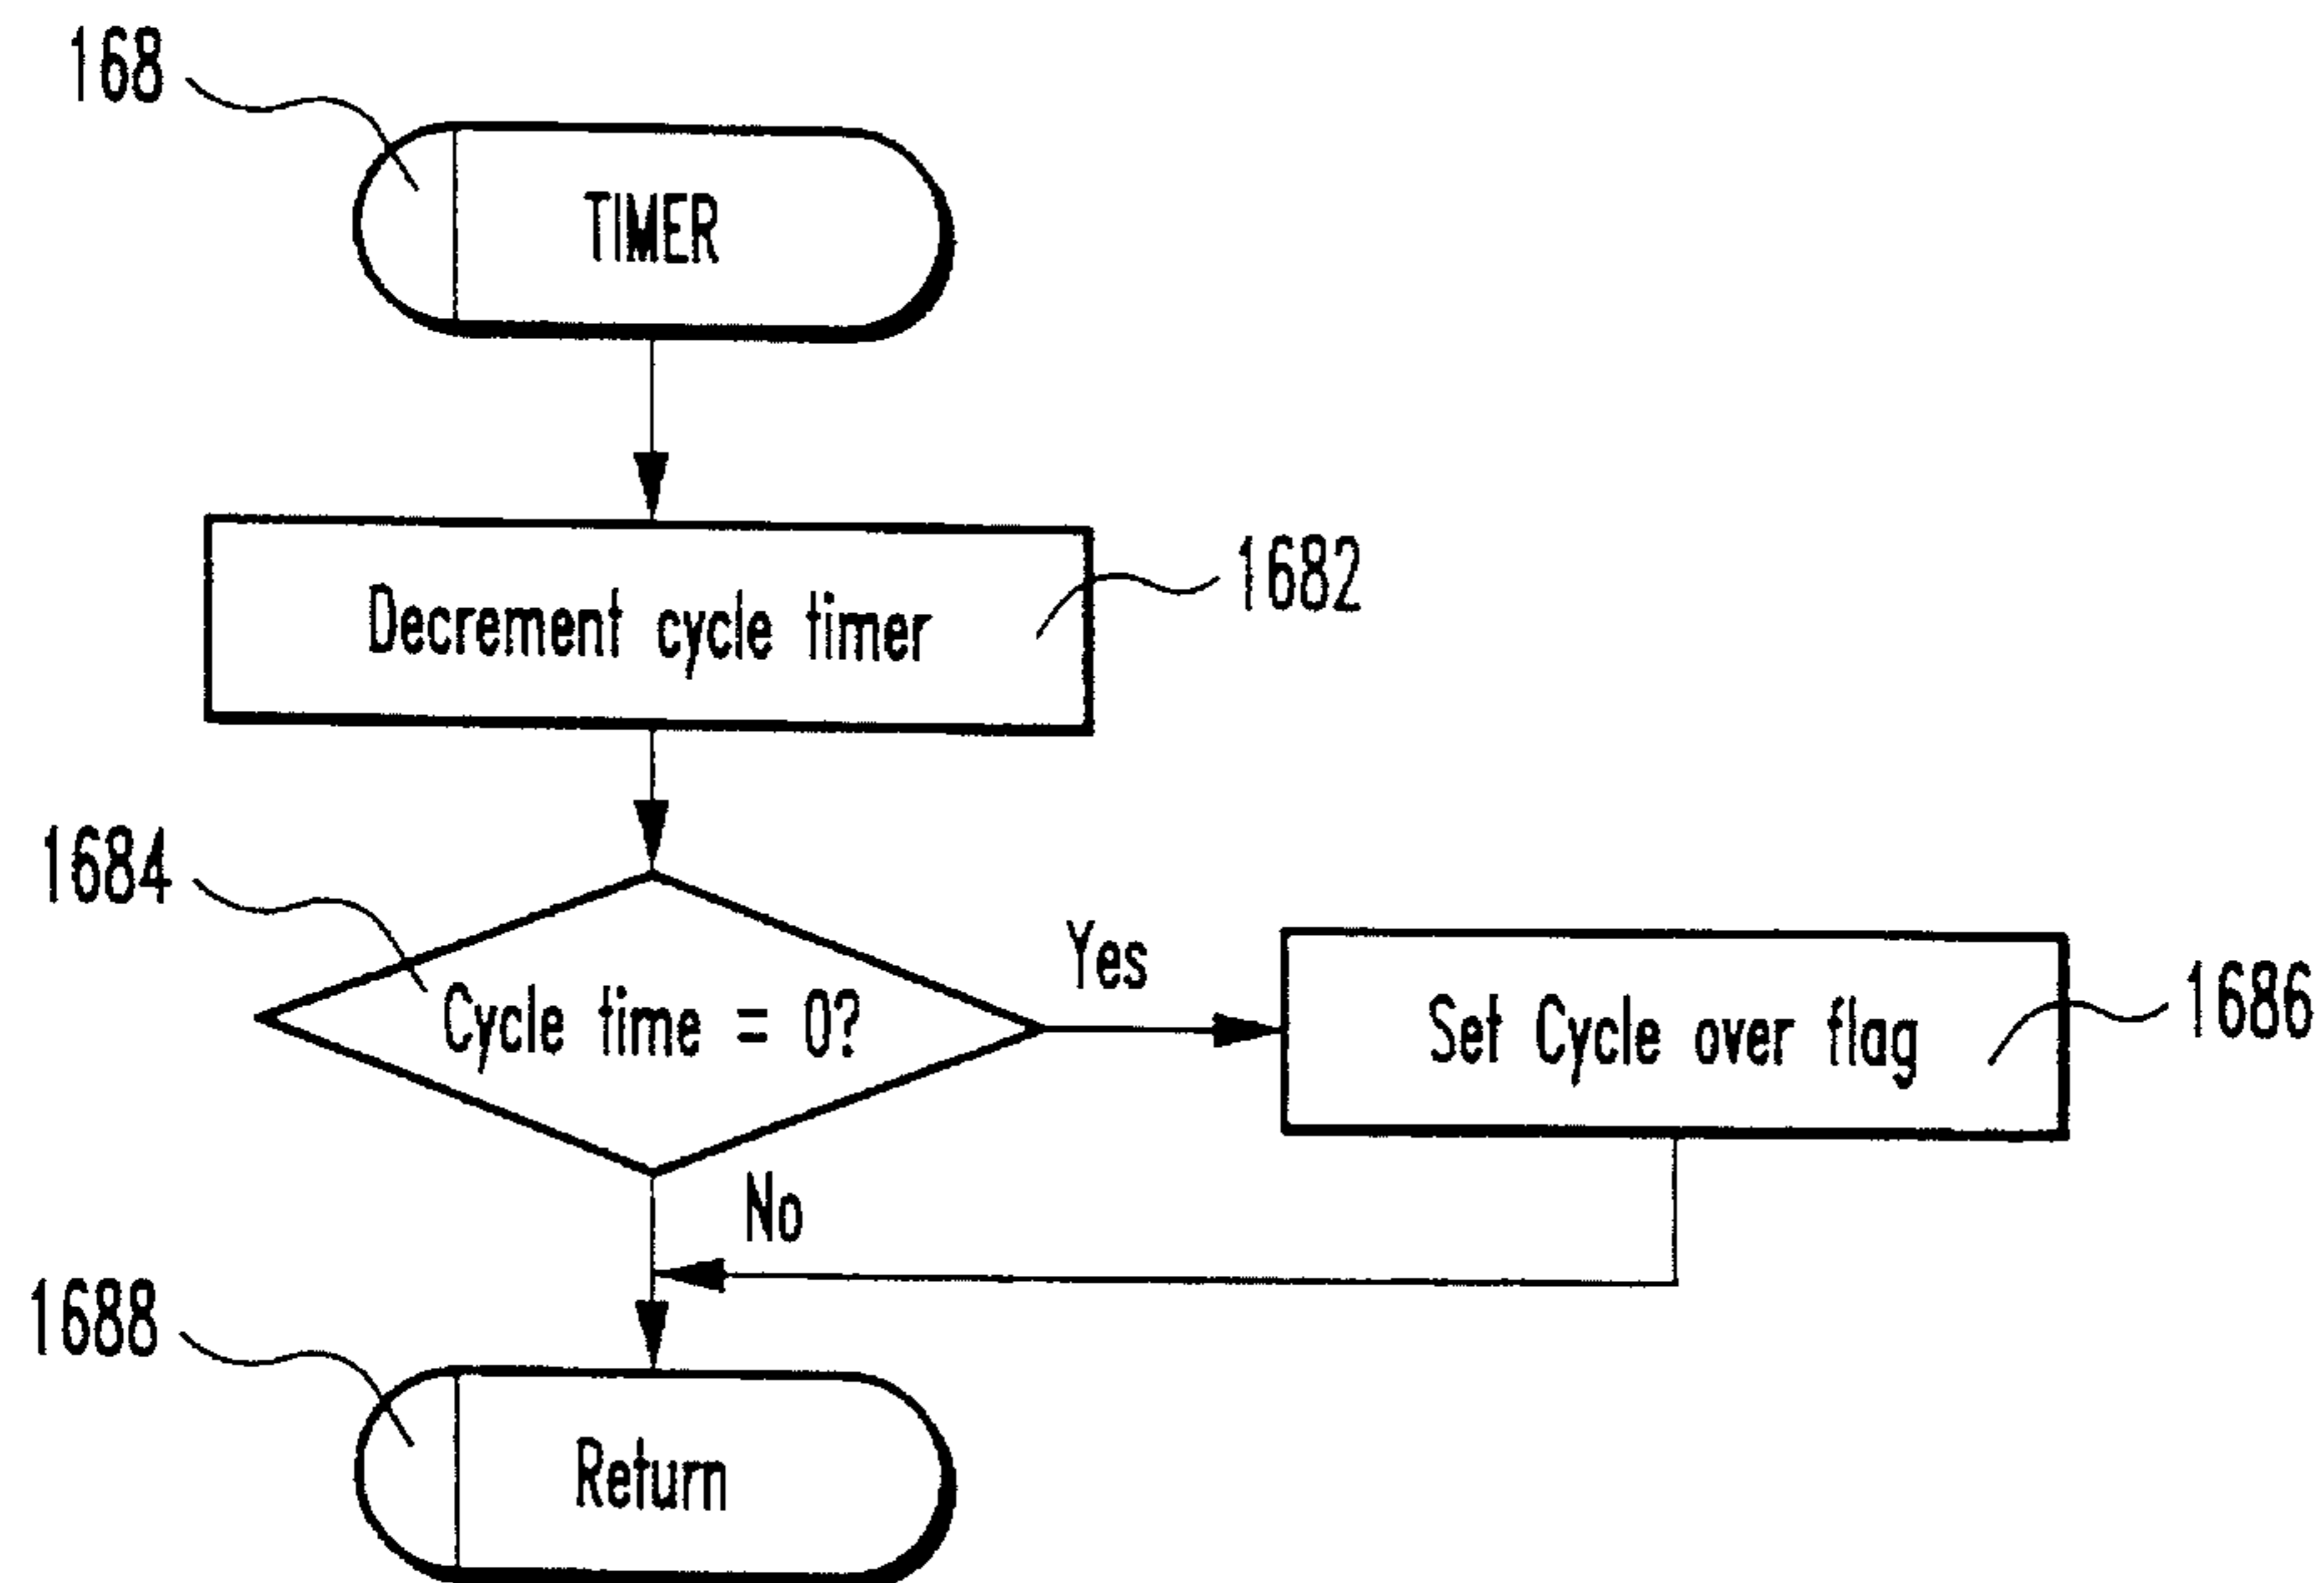 168
TIMER
Decrement cycle timer
1682
1684
Cycle time = 0?
Yes
Set Cycle over flag
1686
No
1688
Return